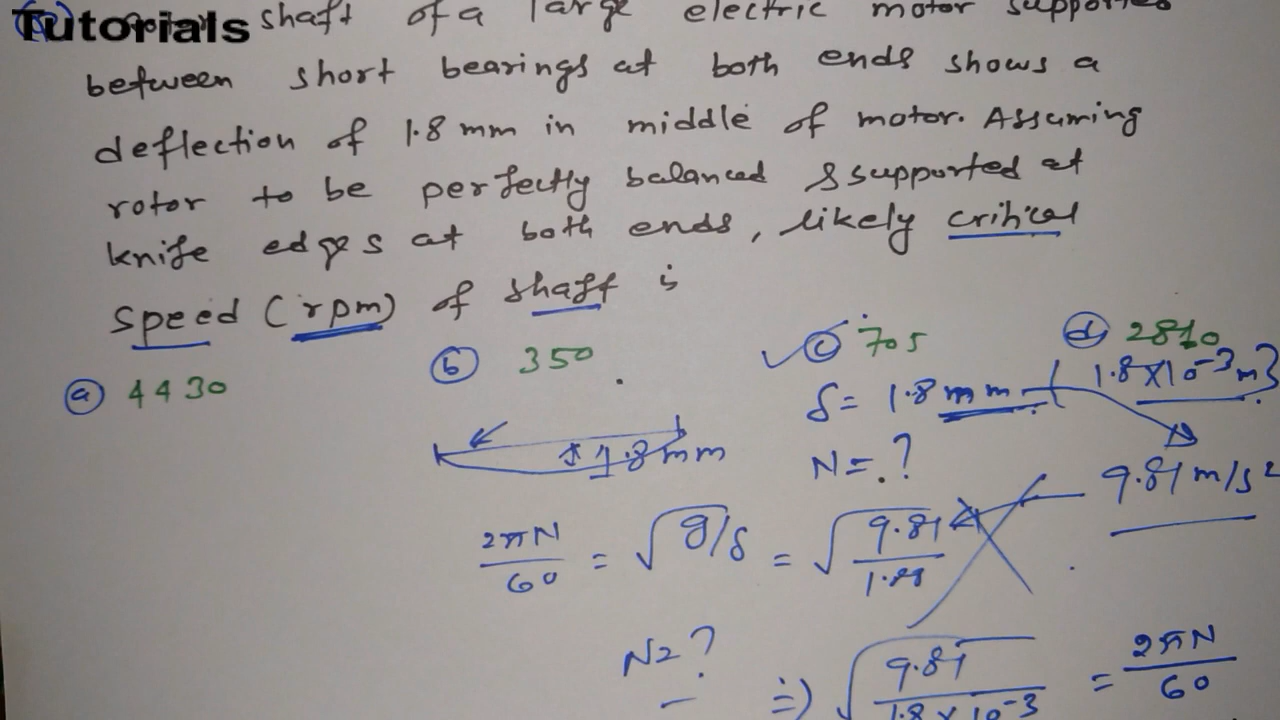 Tutorials shaft of a large electric motor supported
between short bearings at both ends shows a
deflection of 1.8 mm in middle of motor. Assuming
rotor to be perfectly balanced & supported at
knife edges at both ends, likely critical
speed (rpm) of shaft is
(a) 4430 (b) 350 (c) 705 (d) 2810
δ = 1.8 mm 1.8×10⁻³m
1.8 mm
N = ?
9.81 m/s²
2πN/60 = √g/δ = √9.81/1.8
N = ?
⇒) √9.81/1.8×10⁻³ = 2πN/60